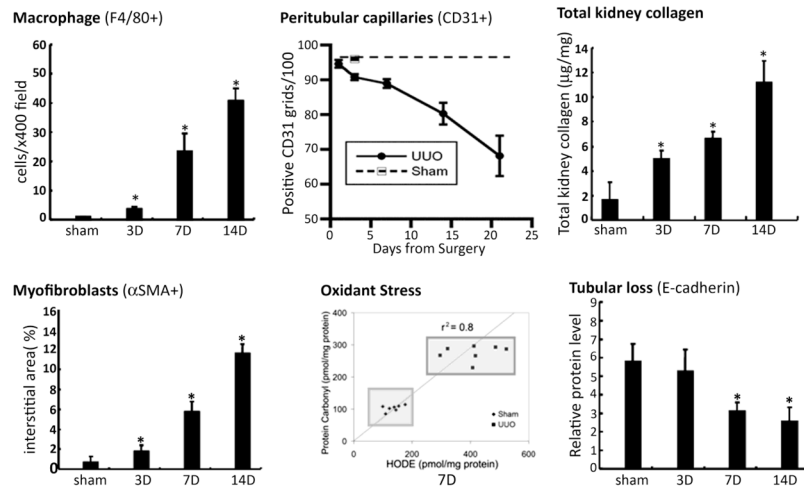 Macrophage (F4/80+)
cells/x400 field
60
50
40
30
20
10
0
*
*
*
sham 3D 7D 14D
Peritubular capillaries (CD31+)
Positive CD31 grids/100
100
90
80
70
60
50
UUO
Sham
0 5 10 15 20 25
Days from Surgery
Total kidney collagen
Total kidney collagen (µg/mg)
14
12
10
8
6
4
2
0
*
*
*
sham 3D 7D 14D
Myofibroblasts (αSMA+)
interstitial area( %)
16
14
12
10
8
6
4
2
0
*
*
*
sham 3D 7D 14D
Oxidant Stress
Protein Carbonyl (pmol/mg protein)
400
300
200
100
0
r² = 0.8
Sham
UUO
0 200 400 600
HODE (pmol/mg protein)
7D
Tubular loss (E-cadherin)
Relative protein level
9
7
6
5
4
3
2
1
0
*
*
sham 3D 7D 14D